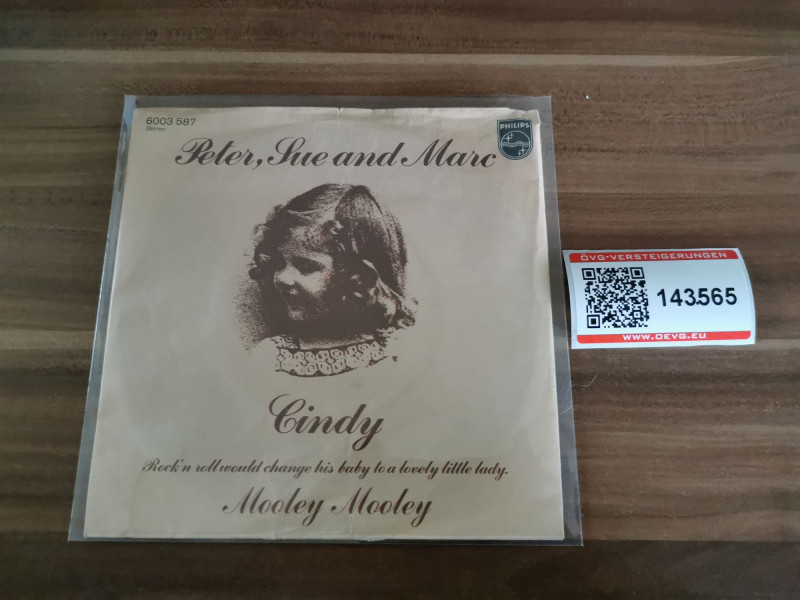 6003 587
Stereo
PHILIPS
Peter, Sue and Marc
Cindy
Rock'n roll would change his baby to a lovely little lady.
Mooley Mooley
ÖVG-VERSTEIGERUNGEN
143565
WWW.OEVG.EU